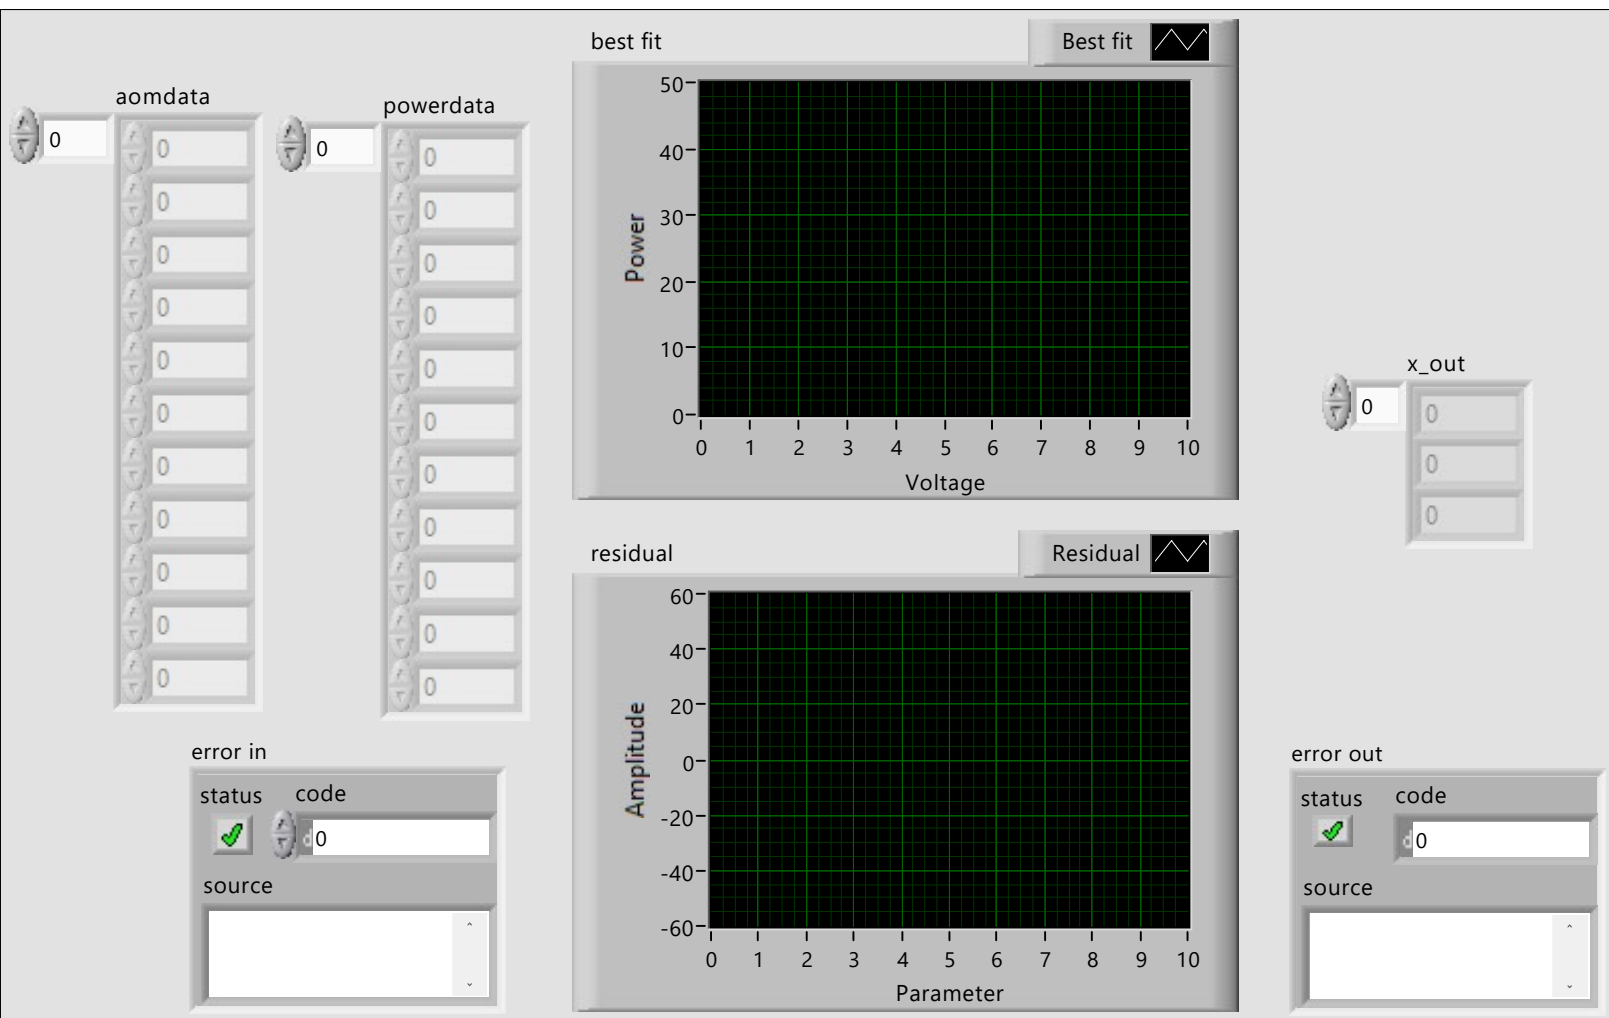 best fit
Best fit
aomdata
0
0
0
0
0
0
0
0
0
0
0
0
powerdata
0
0
0
0
0
0
0
0
0
0
0
0
50
40
30
20
10
0
Power
0 1 2 3 4 5 6 7 8 9 10
Voltage
x_out
0
0
0
0
residual
Residual
60
40
20
0
-20
-40
-60
Amplitude
0 1 2 3 4 5 6 7 8 9 10
Parameter
error in
status code
d 0
source
error out
status code
d 0
source